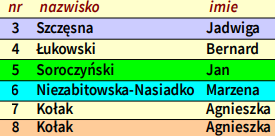 nr nazwisko imie
3 Szczęsna Jadwiga
4 Łukowski Bernard
5 Soroczyński Jan
6 Niezabitowska-Nasiadko Marzena
7 Kołak Agnieszka
8 Kołak Agnieszka